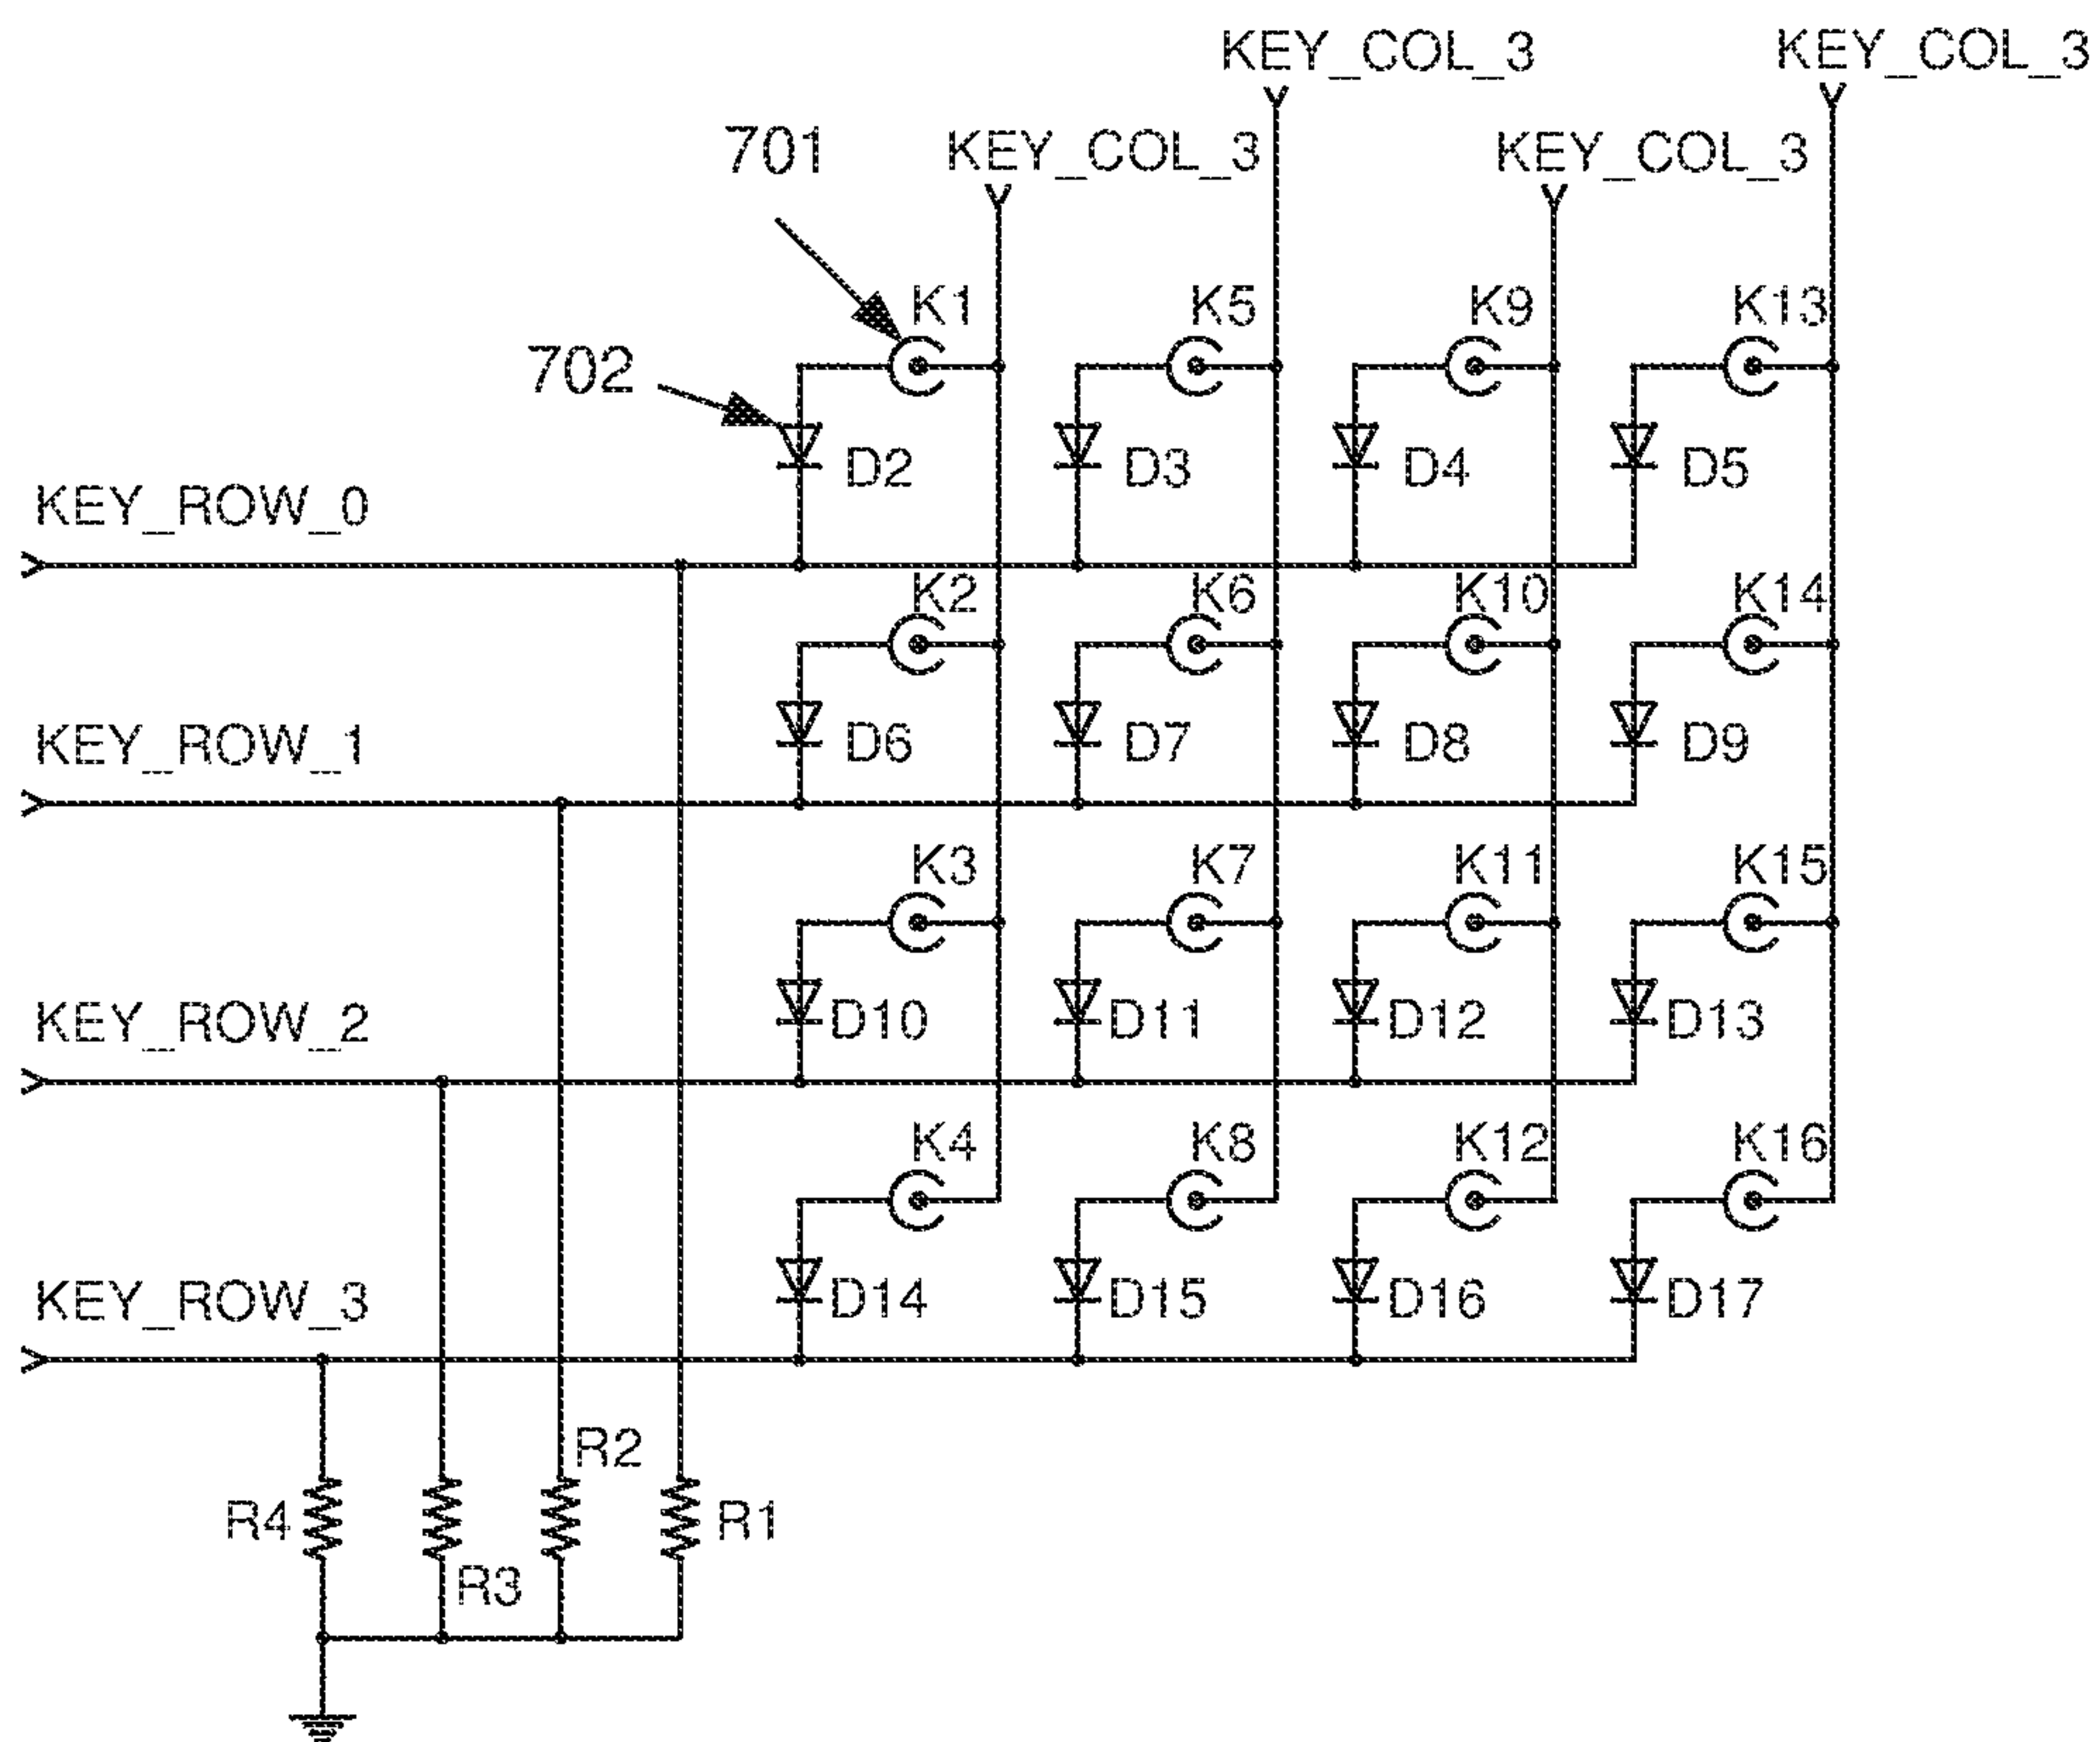 KEY_COL_3 KEY_COL_3
701 KEY_COL_3 KEY_COL_3
K1 K5 K9 K13
702
D2 D3 D4 D5
KEY_ROW_0
K2 K6 K10 K14
KEY_ROW_1 D6 D7 D8 D9
K3 K7 K11 K15
KEY_ROW_2 D10 D11 D12 D13
K4 K8 K12 K16
KEY_ROW_3 D14 D15 D16 D17
R2
R4 R1
R3